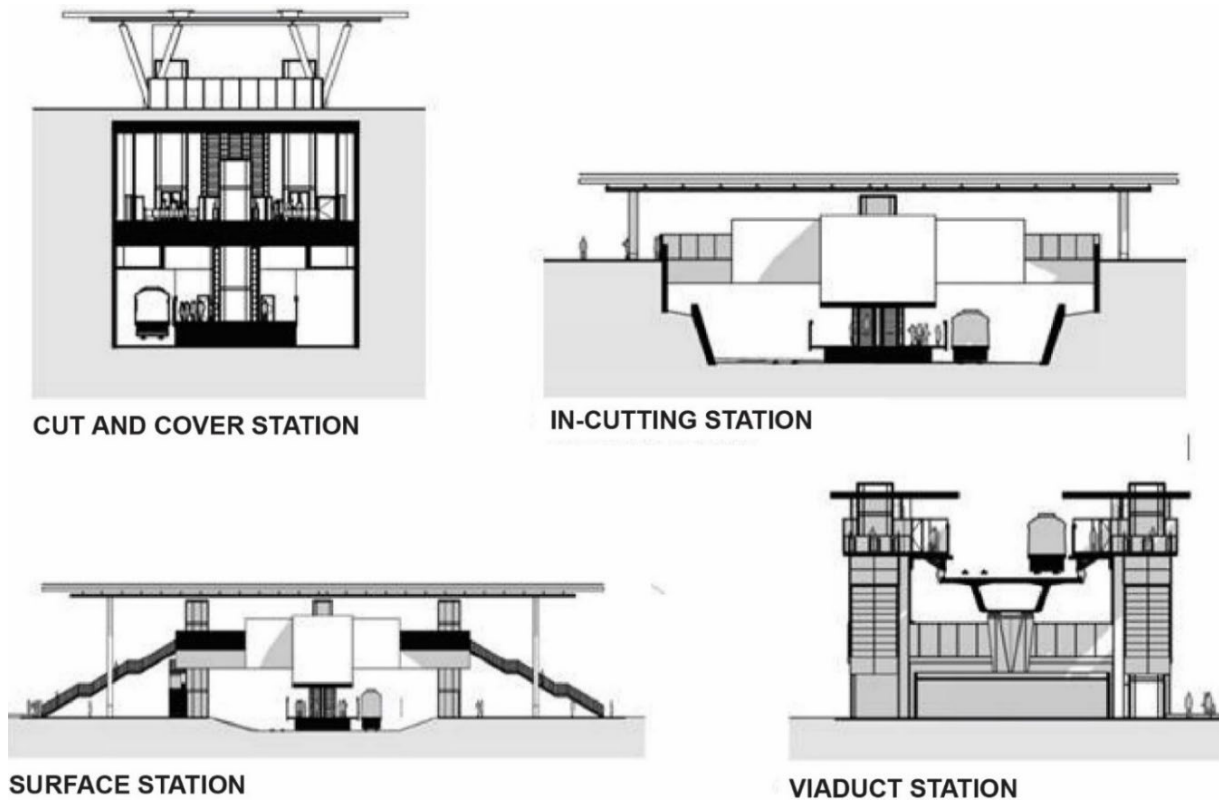 CUT AND COVER STATION
IN-CUTTING STATION
SURFACE STATION
VIADUCT STATION